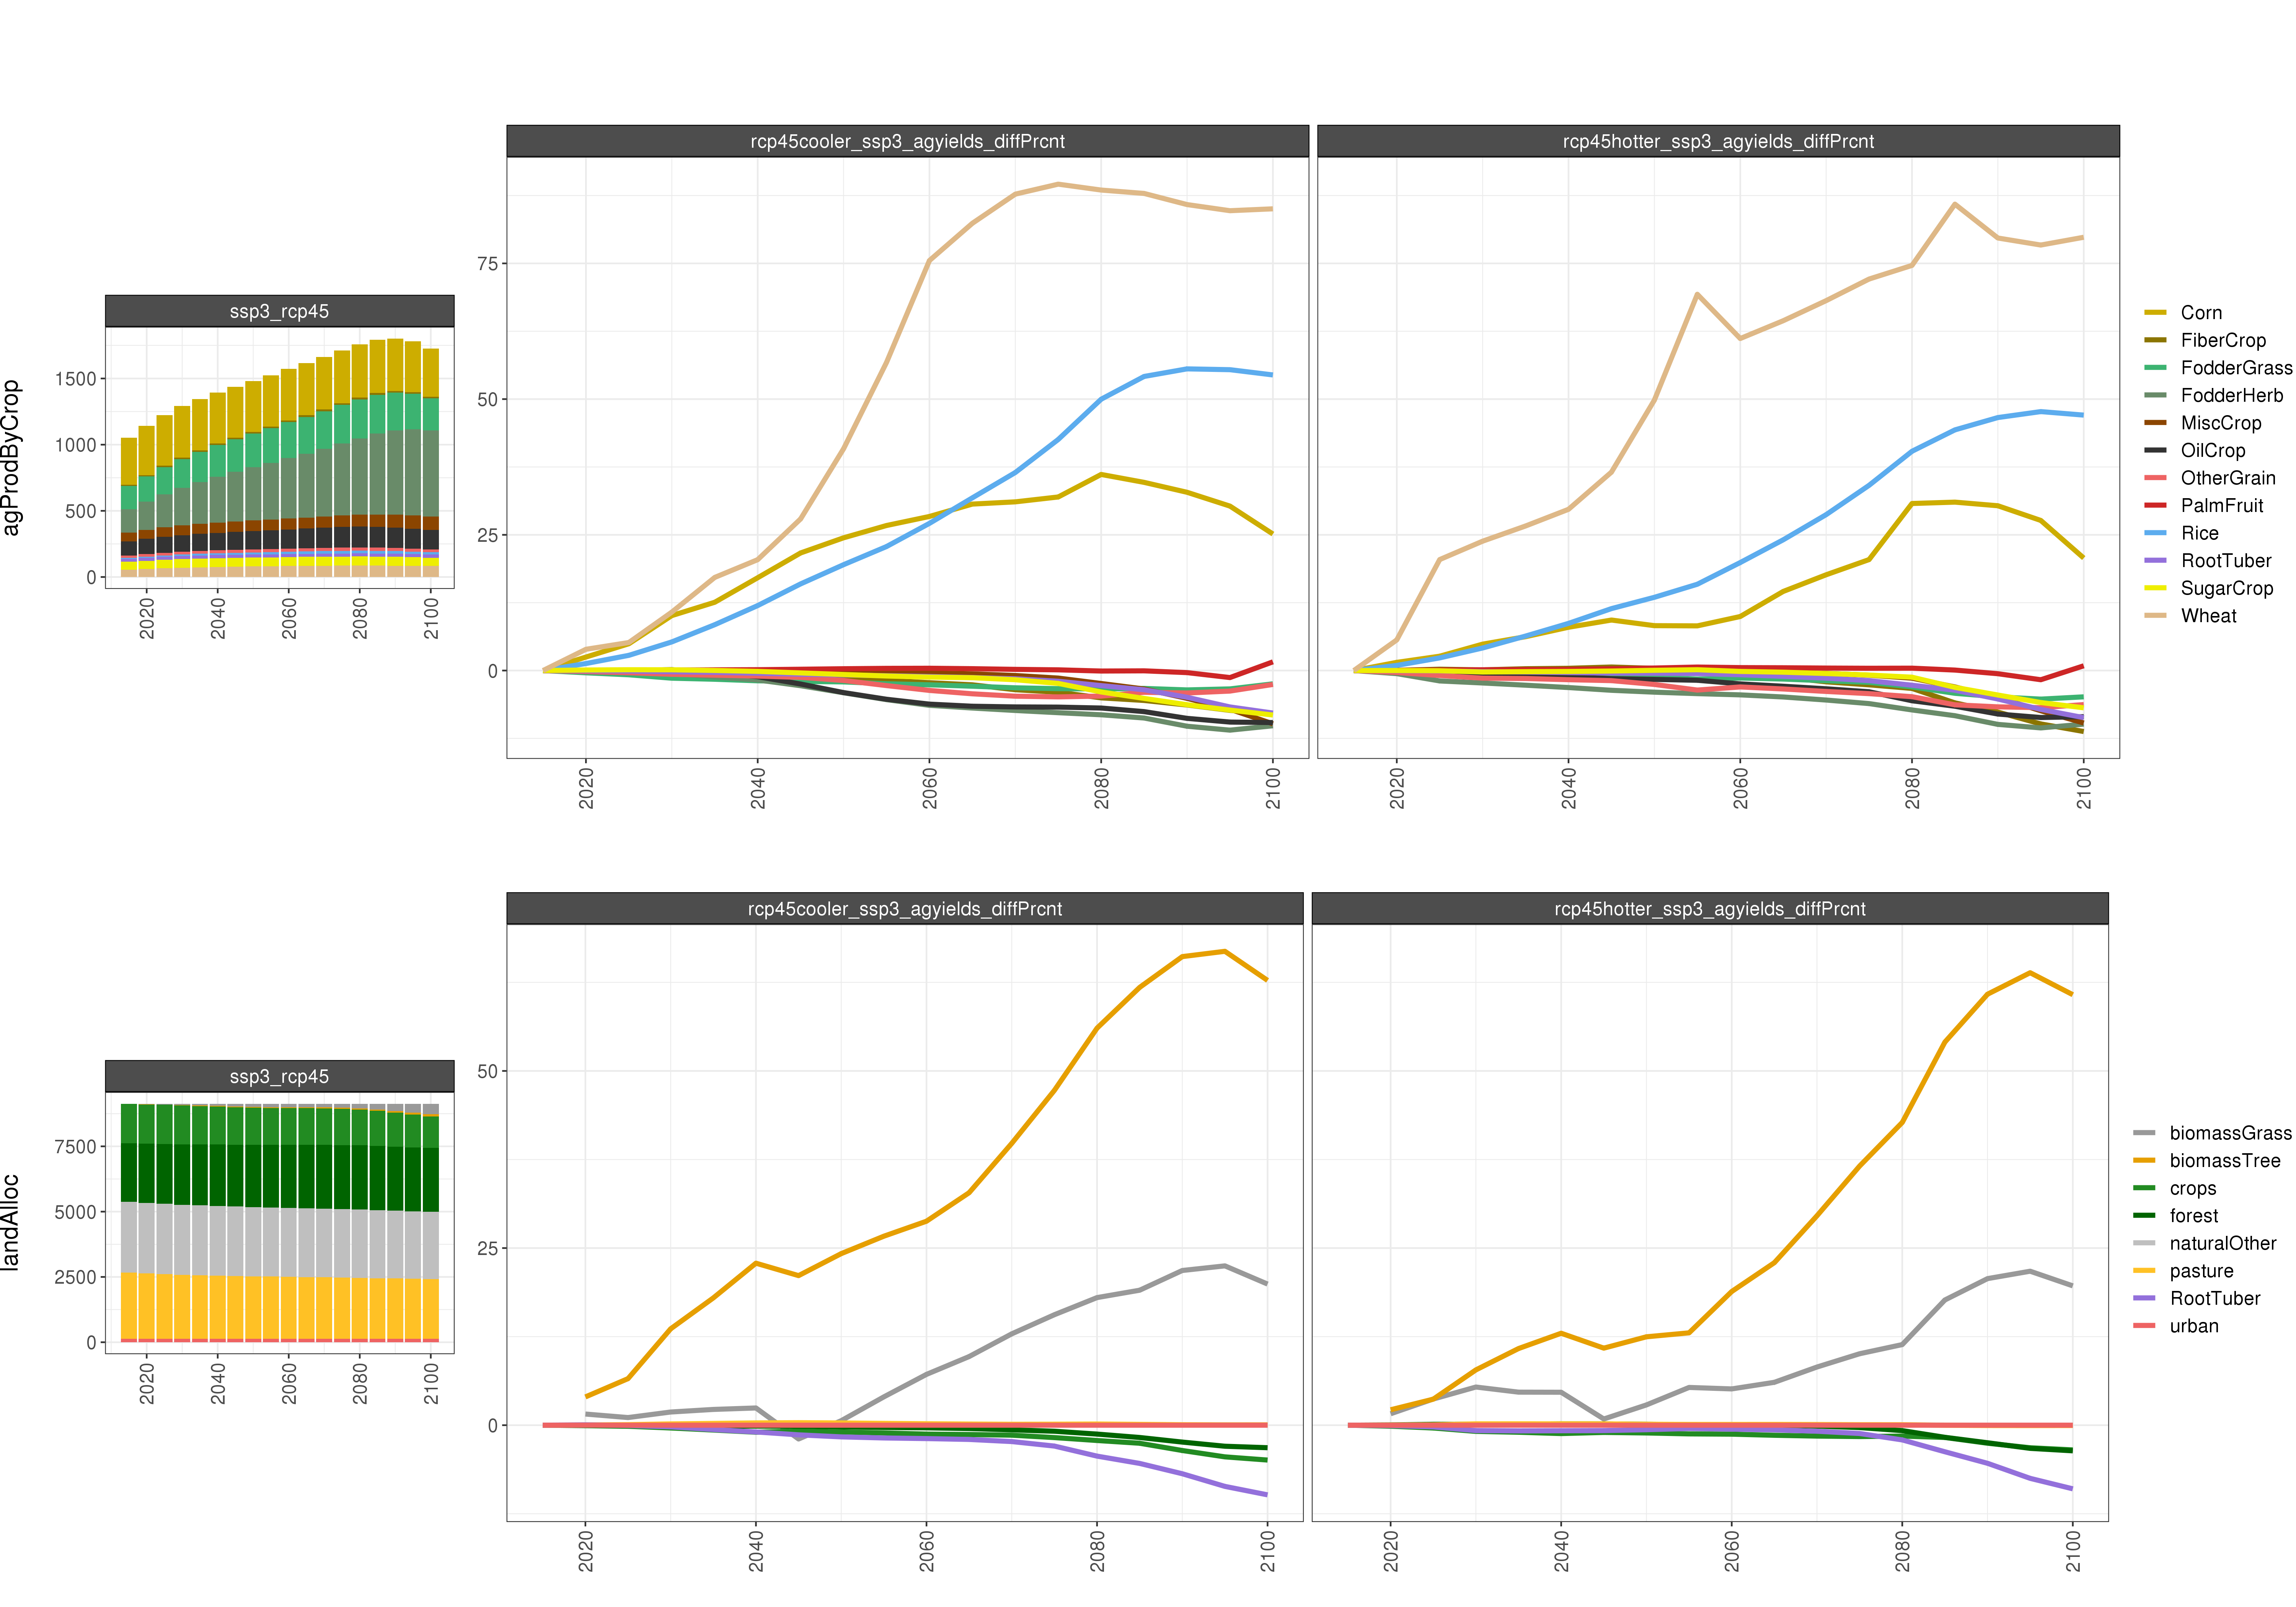 rcp45cooler_ssp3_agyields_diffPrcnt
rcp45hotter_ssp3_agyields_diffPrcnt
ssp3_rcp45
agProdByCrop
1500
1000
500
0
2020
2040
2060
2080
2100
75
50
25
0
2020
2040
2060
2080
2100
2020
2040
2060
2080
2100
Corn
FiberCrop
FodderGrass
FodderHerb
MiscCrop
OilCrop
OtherGrain
PalmFruit
Rice
RootTuber
SugarCrop
Wheat
rcp45cooler_ssp3_agyields_diffPrcnt
rcp45hotter_ssp3_agyields_diffPrcnt
ssp3_rcp45
landAlloc
7500
5000
2500
0
2020
2040
2060
2080
2100
50
25
0
2020
2040
2060
2080
2100
2020
2040
2060
2080
2100
biomassGrass
biomassTree
crops
forest
naturalOther
pasture
RootTuber
urban